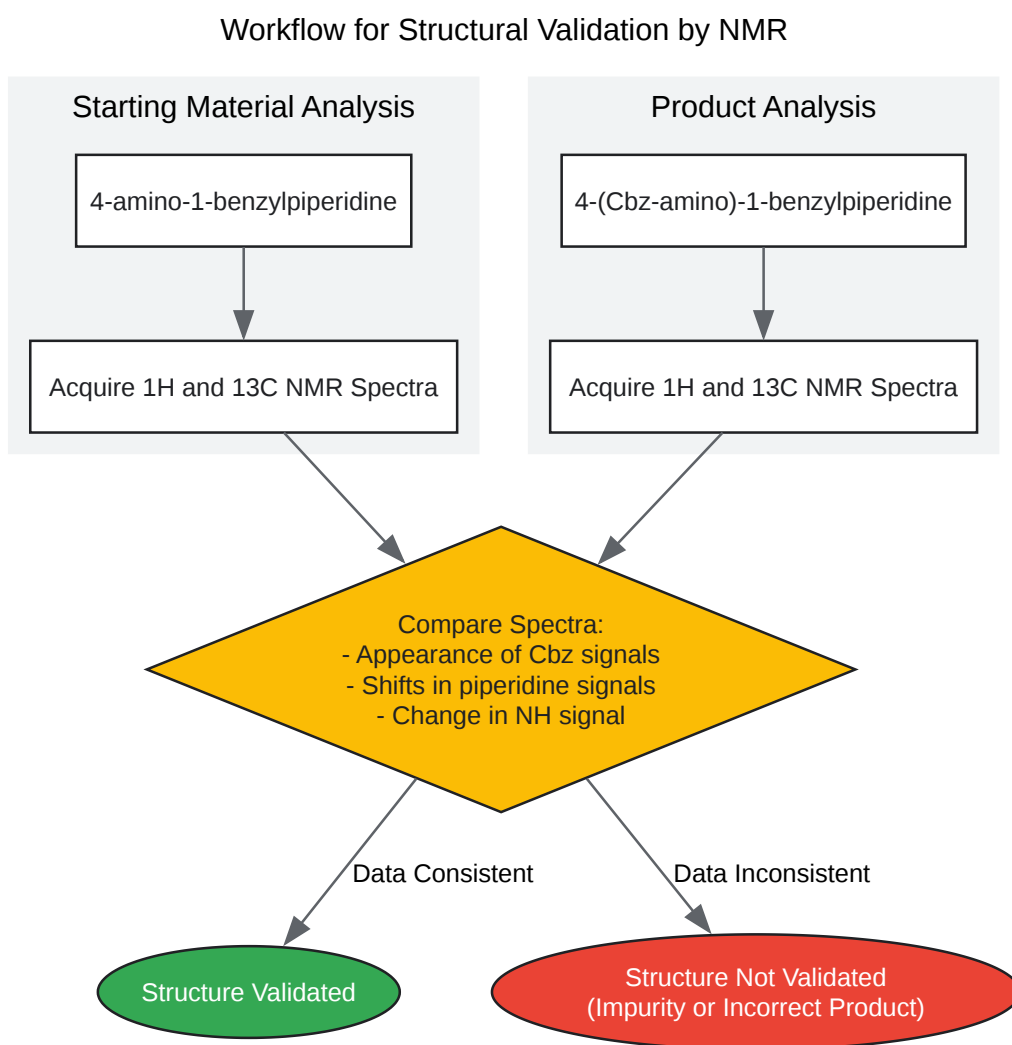 Workflow for Structural Validation by NMR
Starting Material Analysis
4-amino-1-benzylpiperidine
Acquire 1H and 13C NMR Spectra
Product Analysis
4-(Cbz-amino)-1-benzylpiperidine
Acquire 1H and 13C NMR Spectra
Compare Spectra:
- Appearance of Cbz signals
- Shifts in piperidine signals
- Change in NH signal
Data Consistent
Data Inconsistent
Structure Validated
Structure Not Validated
(Impurity or Incorrect Product)